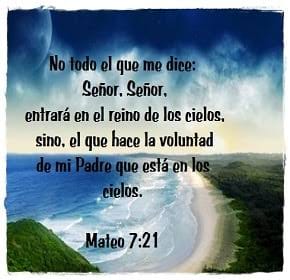 No todo el que me dice:
Señor, Señor,
entrará en el reino de los cielos,
sino, el que hace la voluntad
de mi Padre que está en los
cielos.
Mateo 7:21